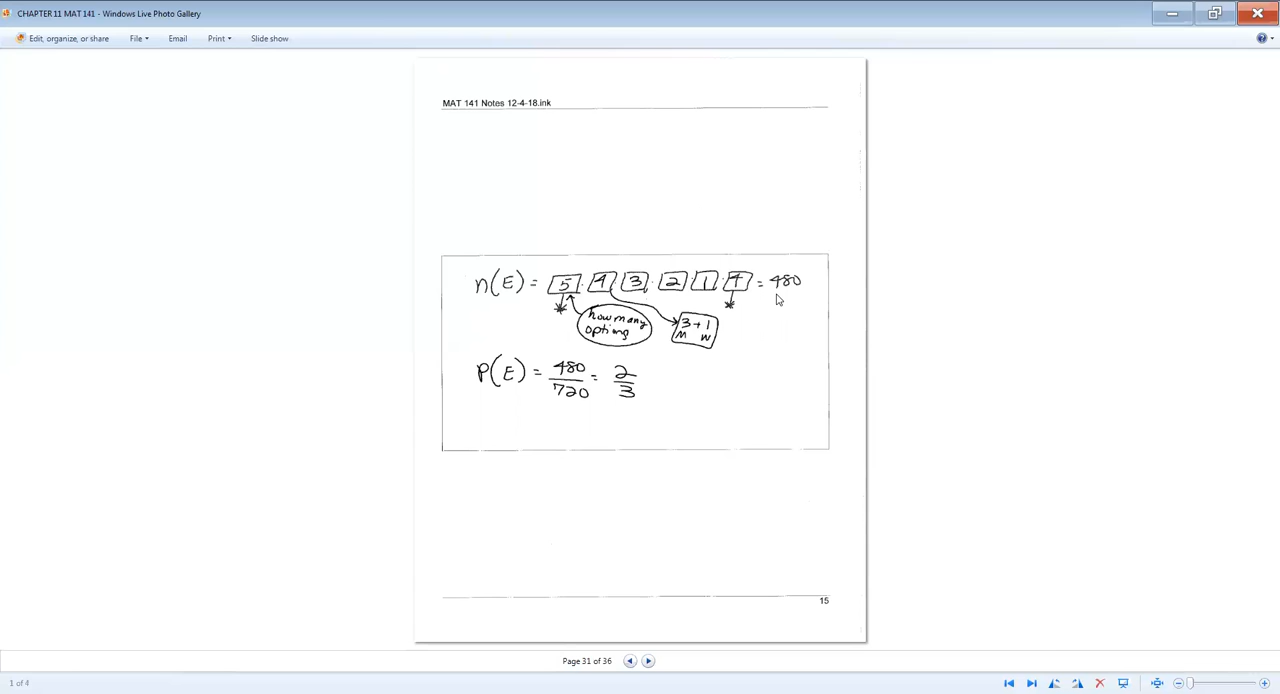 CHAPTER 11 MAT 141 - Windows Live Photo Gallery
Edit, organize, or share File Email Print Slide show
MAT 141 Notes 12-4-18.ink
n(E) = 5 · 4 · 3 · 2 · 1 · 4 = 480
* how many options 3+1 *
M W
P(E) = 480/720 = 2/3
15
Page 31 of 36
1 of 4